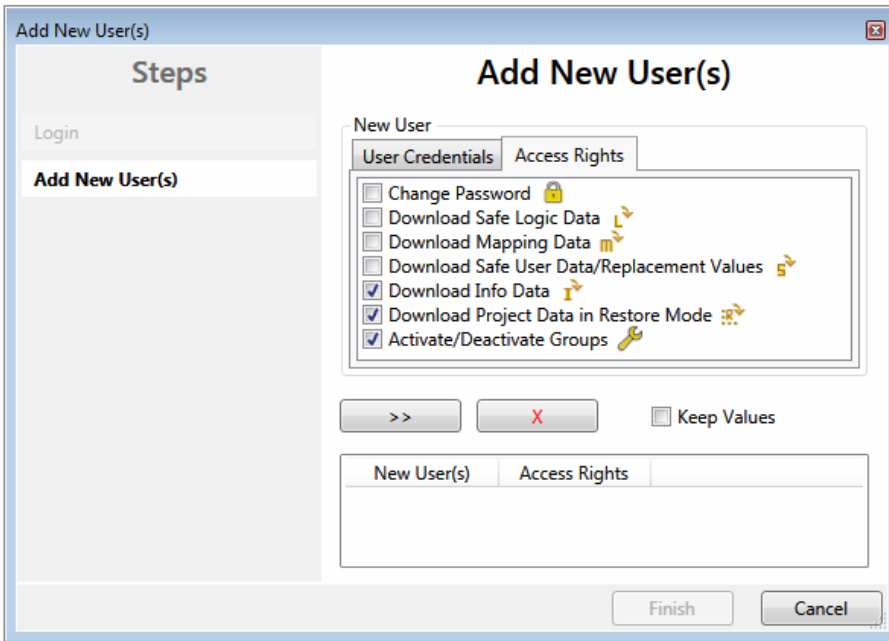 Add New User(s)
Steps
Add New User(s)
Login
Add New User(s)
New User
User Credentials Access Rights
Change Password
Download Safe Logic Data L
Download Mapping Data m
Download Safe User Data/Replacement Values S
Download Info Data I
Download Project Data in Restore Mode :R
Activate/Deactivate Groups
>> X Keep Values
New User(s) Access Rights
Finish Cancel